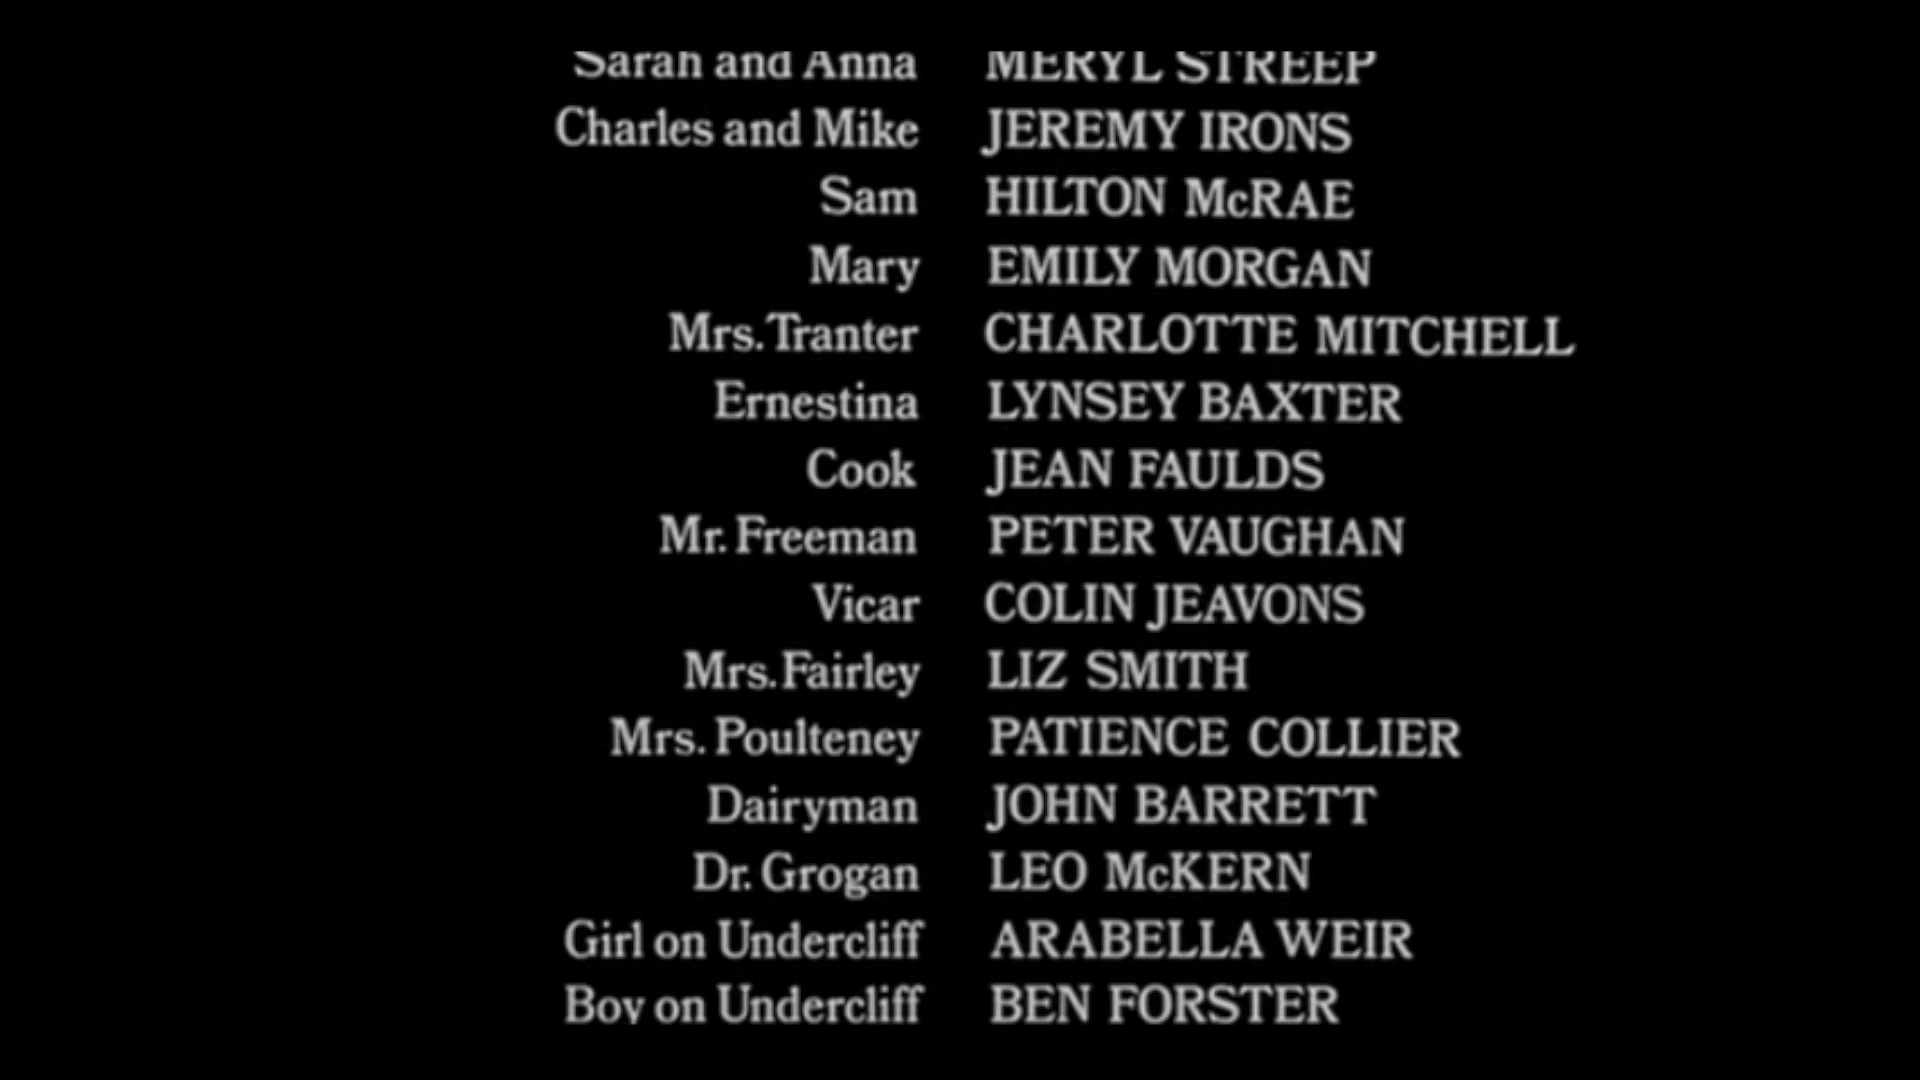 Sarah and Anna MERYL STREEP
Charles and Mike JEREMY IRONS
Sam HILTON McRAE
Mary EMILY MORGAN
Mrs. Tranter CHARLOTTE MITCHELL
Ernestina LYNSEY BAXTER
Cook JEAN FAULDS
Mr. Freeman PETER VAUGHAN
Vicar COLIN JEAVONS
Mrs. Fairley LIZ SMITH
Mrs. Poulteney PATIENCE COLLIER
Dairyman JOHN BARRETT
Dr. Grogan LEO McKERN
Girl on Undercliff ARABELLA WEIR
Boy on Undercliff BEN FORSTER